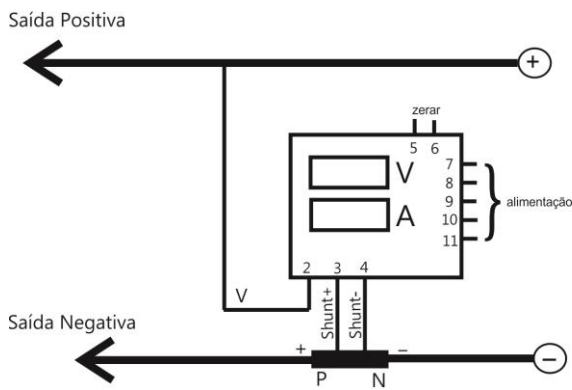 Saída Positiva
+
zerar
5 6
7
V
8
9
alimentação
A
10
11
2 3 4
V
Shunt+
Shunt-
Saída Negativa
+
−
−
P N